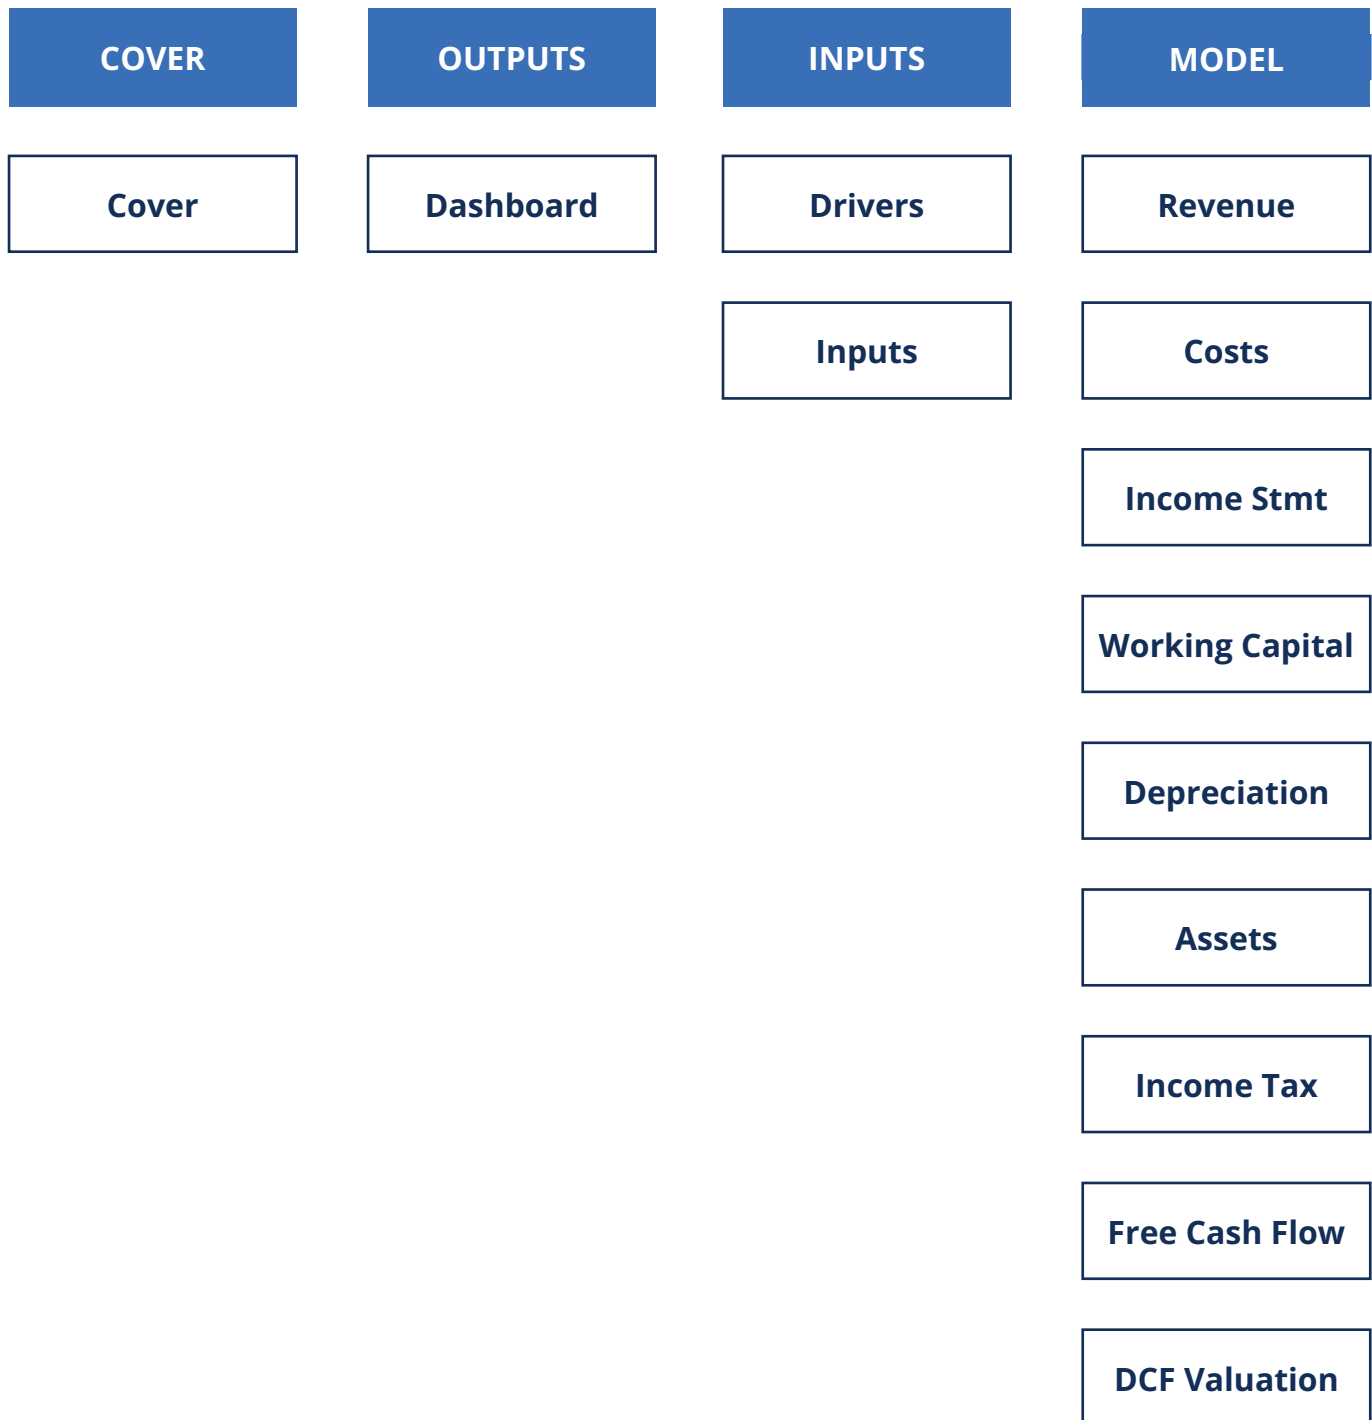 COVER
OUTPUTS
INPUTS
MODEL
Cover
Dashboard
Drivers
Revenue
Inputs
Costs
Income Stmt
Working Capital
Depreciation
Assets
Income Tax
Free Cash Flow
DCF Valuation